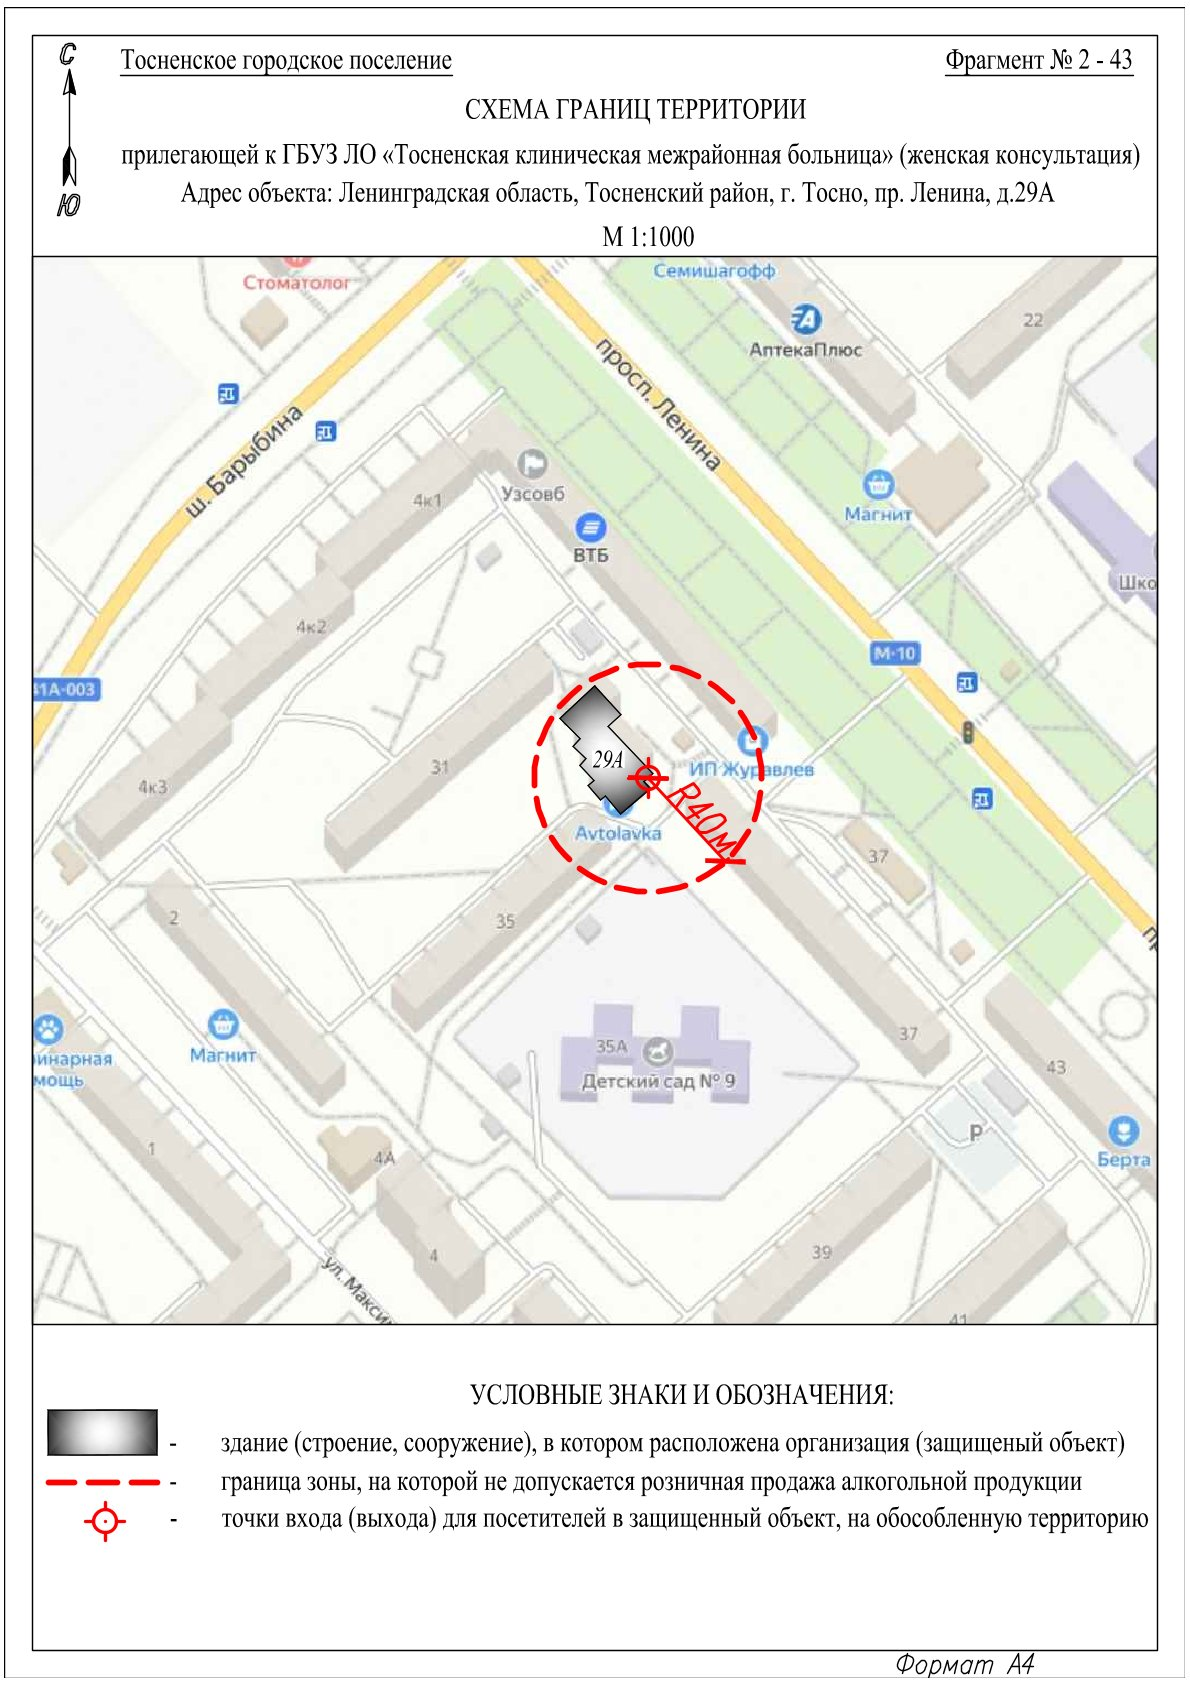 С
Ю
Тосненское городское поселение
Фрагмент № 2 - 43
СХЕМА ГРАНИЦ ТЕРРИТОРИИ
прилегающей к ГБУЗ ЛО «Тосненская клиническая межрайонная больница» (женская консультация)
Адрес объекта: Ленинградская область, Тосненский район, г. Тосно, пр. Ленина, д.29А
М 1:1000
Семишагофф
Стоматолог
22
АптекаПлюс
просп. Ленина
ш. Барыбина
Узсовб
4к1
Магнит
ВТБ
Шко
4к2
М-10
41А-003
29А
ИП Журавлев
31
4к3
R40м
Avtolavka
37
2
35
пр
37
Магнит
35А
инарная
мощь
Детский сад № 9
43
1
4А
Р
Берта
39
4
ул. Макси
41
УСЛОВНЫЕ ЗНАКИ И ОБОЗНАЧЕНИЯ:
- здание (строение, сооружение), в котором расположена организация (защищеный объект)
- граница зоны, на которой не допускается розничная продажа алкогольной продукции
- точки входа (выхода) для посетителей в защищенный объект, на обособленную территорию
Формат А4